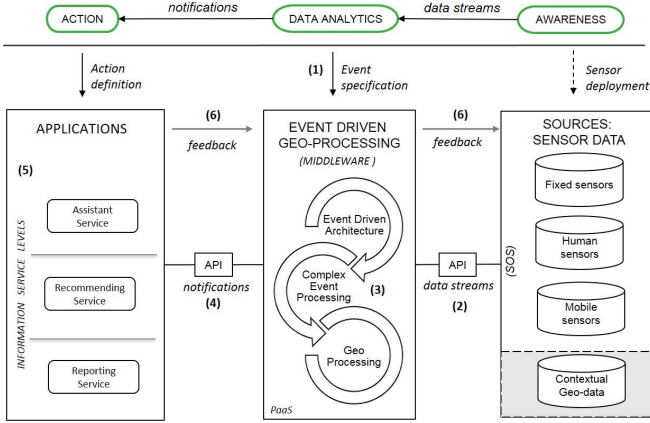 notifications
data streams
ACTION
DATA ANALYTICS
AWARENESS
Action
definition
(1)
Event
specification
Sensor
deployment
APPLICATIONS
(5)
INFORMATION SERVICE LEVELS
Assistant
Service
Recommending
Service
Reporting
Service
(6)
feedback
API
notifications
(4)
EVENT DRIVEN
GEO-PROCESSING
(MIDDLEWARE )
Event Driven
Architecture
Complex
Event
Processing
(3)
Geo
Processing
PaaS
(6)
feedback
API
data streams
(2)
SOURCES:
SENSOR DATA
(SOS)
Fixed sensors
Human
sensors
Mobile
sensors
Contextual
Geo-data